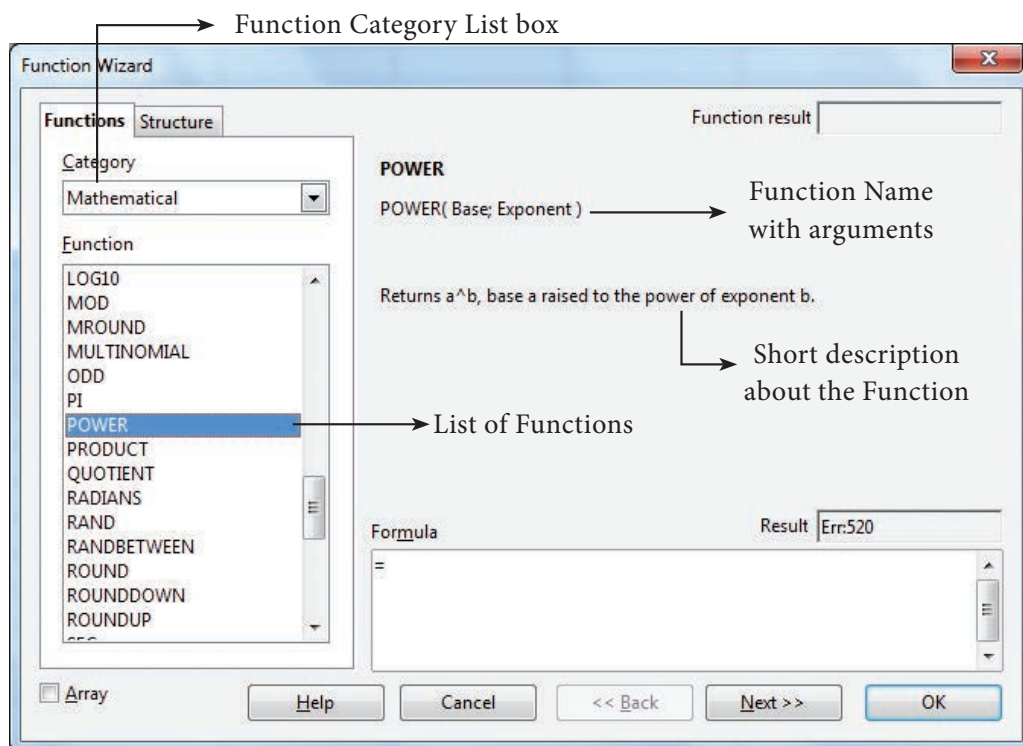 Function Category List box
Function Wizard
X
Functions
Structure
Function result
Category
Mathematical
POWER
POWER( Base; Exponent )
Function Name
with arguments
Function
LOG10
MOD
MROUND
MULTINOMIAL
ODD
PI
POWER
PRODUCT
QUOTIENT
RADIANS
RAND
RANDBETWEEN
ROUND
ROUNDDOWN
ROUNDUP
Returns a^b, base a raised to the power of exponent b.
Short description
about the Function
List of Functions
Formula
Result
Err:520
=
Array
Help
Cancel
<< Back
Next >>
OK